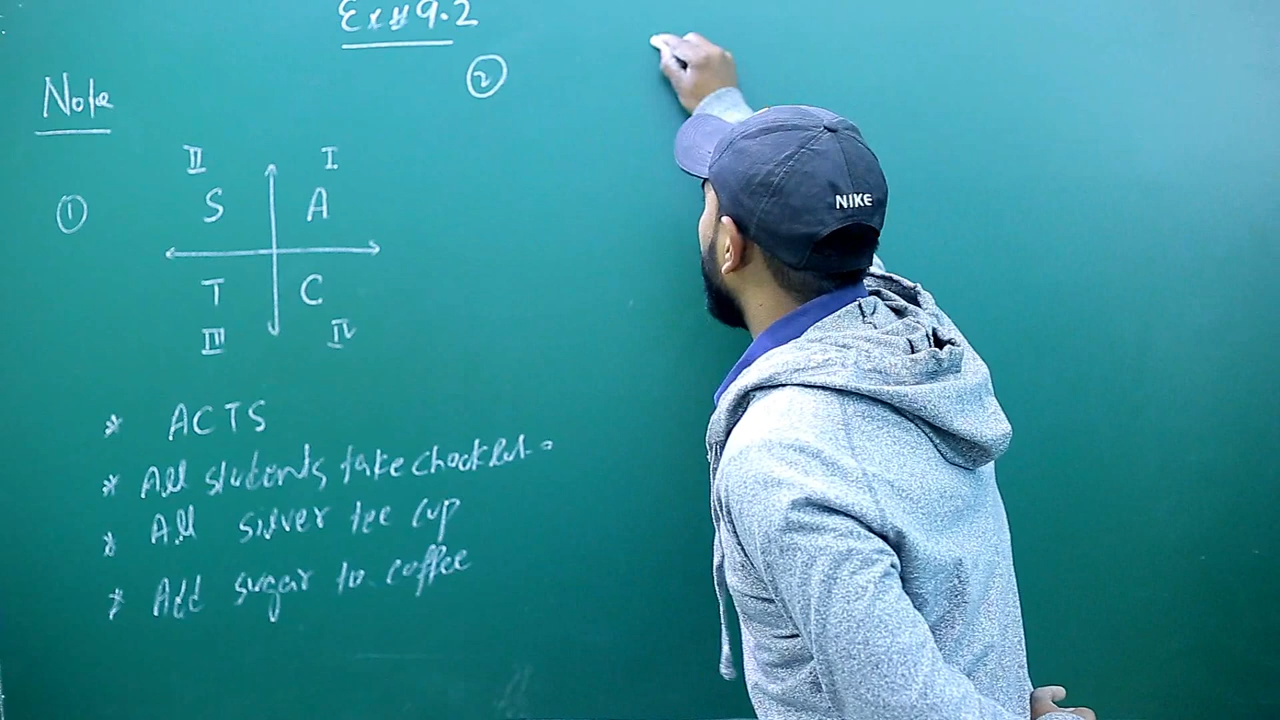 Ex # 9.2
Note
②
①
II I
S A
T C
III IV
* ACTS
* All students take chocklet.
* All silver tee cup
* Add sugar to coffee
NIKE